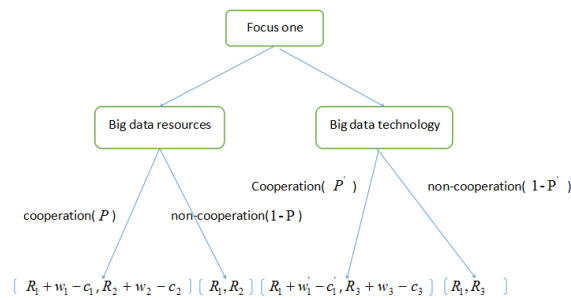 Focus one
Big data resources
Big data technology
Cooperation( P' )
non-cooperation( 1-P' )
cooperation( P )
non-cooperation(1-P)
[ R₁ + w₁ − c₁, R₂ + w₂ − c₂ ] [ R₁, R₂ ] [ R₁ + w₁' − c₁', R₃ + w₃ − c₃ ] [ R₁, R₃ ]